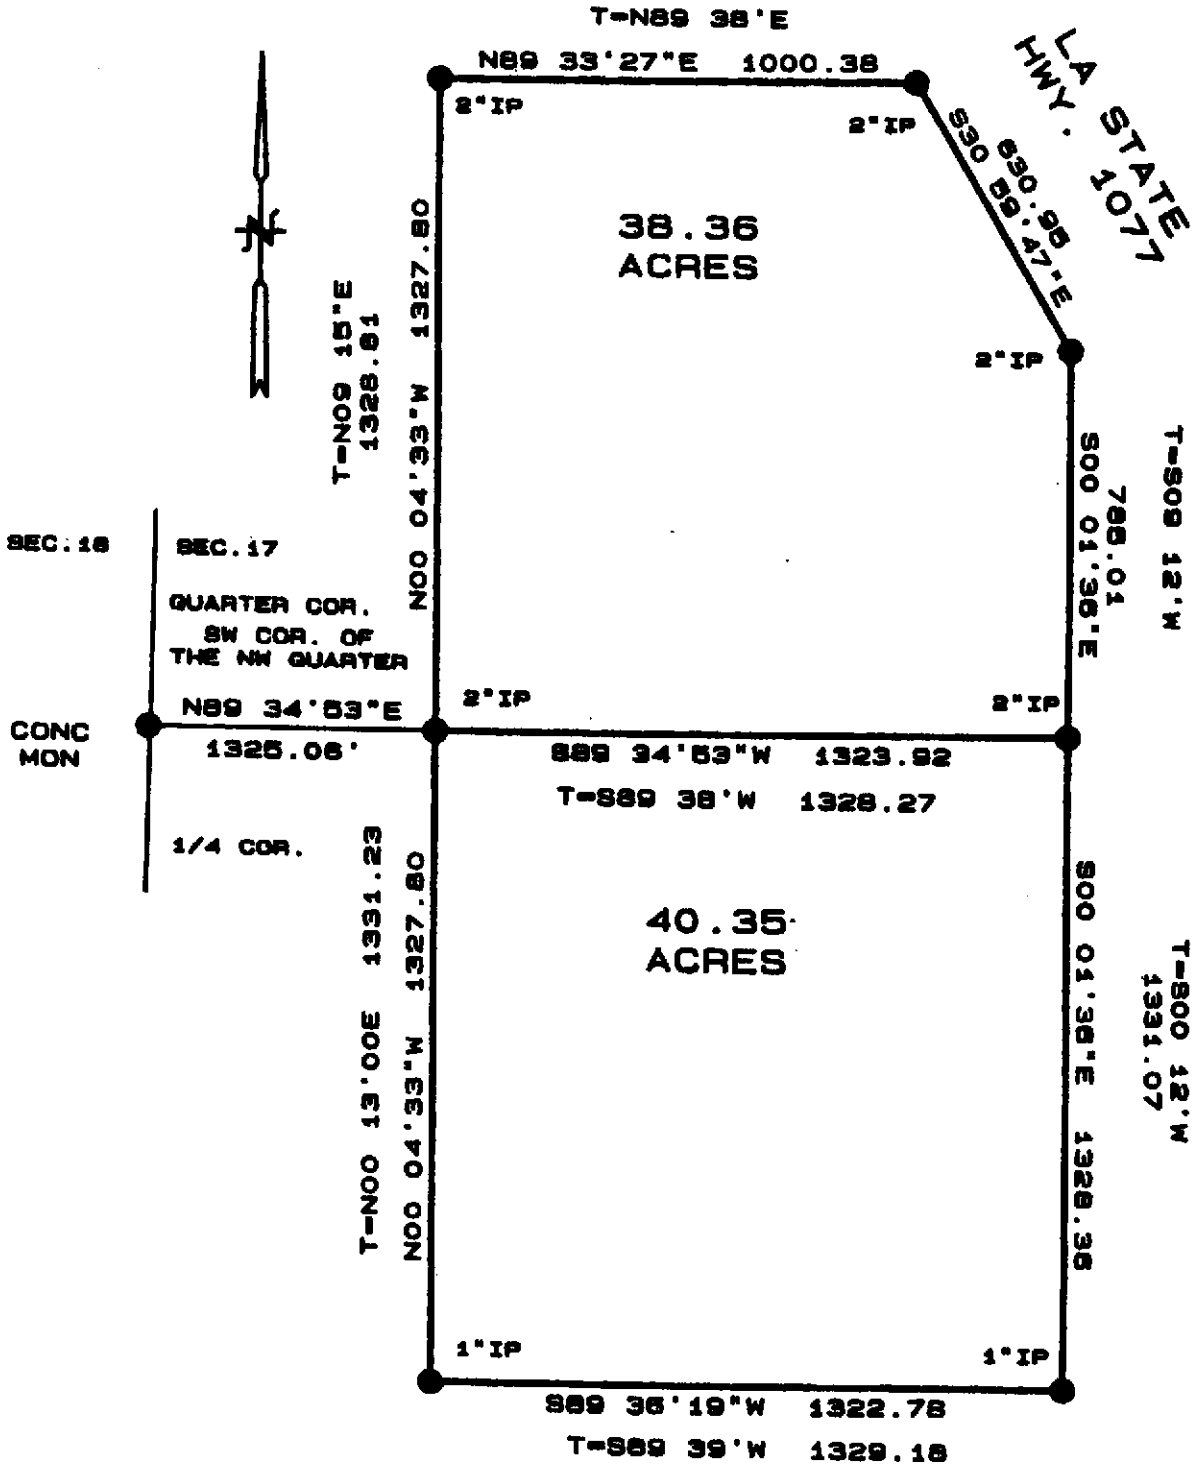 T=N89 38'E
N89 33'27"E 1000.38
LA STATE
HWY. 1077
2"IP
2"IP
630.95
S30 59'47"E
38.36
ACRES
T=N09 15"E
1328.61
N00 04'33"W 1327.80
2"IP
T=S09 12'W
788.01
S00 01'36"E
SEC.18
SEC.17
QUARTER COR.
SW COR. OF
THE NW QUARTER
2"IP
2"IP
N89 34'53"E
CONC
MON
1325.06'
S89 34'53"W 1323.92
T=S89 38'W 1328.27
1/4 COR.
T=N00 13'00E 1331.23
N00 04'33"W 1327.80
40.35
ACRES
S00 01'36"E 1328.36
T=S00 12'W
1331.07
1"IP
1"IP
S89 36'19"W 1322.78
T=S89 39'W 1329.18